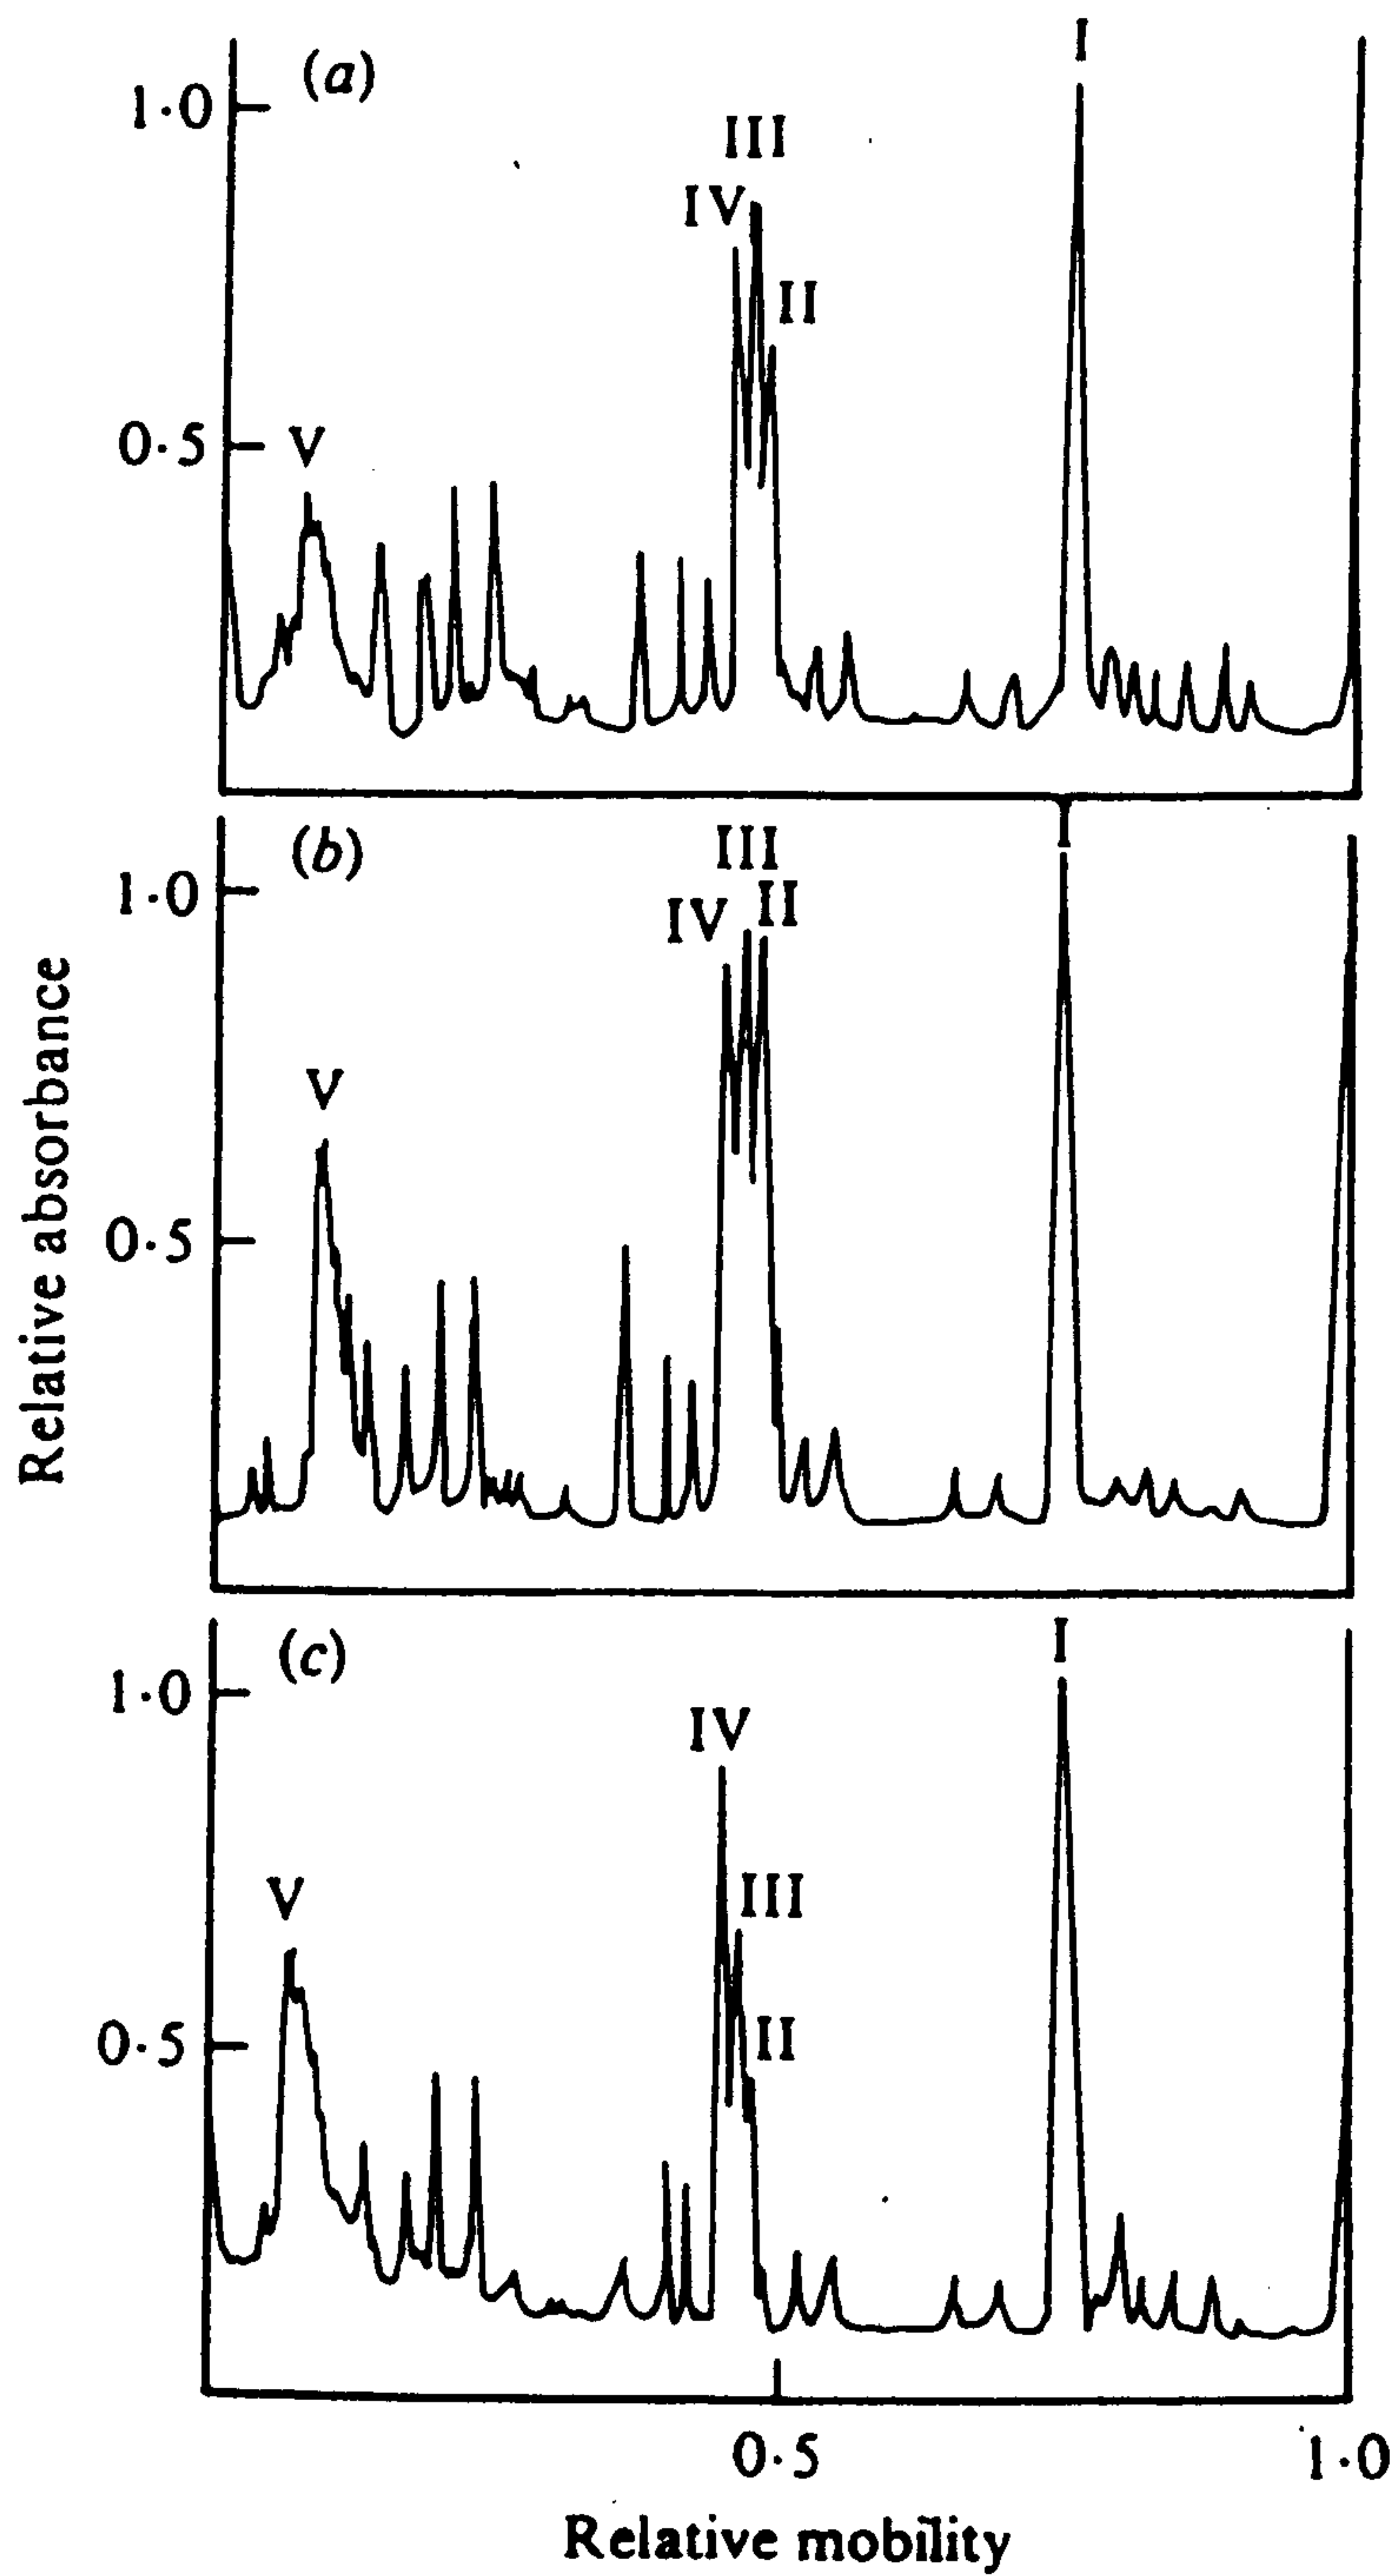 (a)
I
1·0
III
IV
II
0·5
V
(b)
I
III
1·0
IV
II
V
0·5
(c)
I
1·0
IV
V
III
0·5
II
0·5
1·0
Relative absorbance
Relative mobility